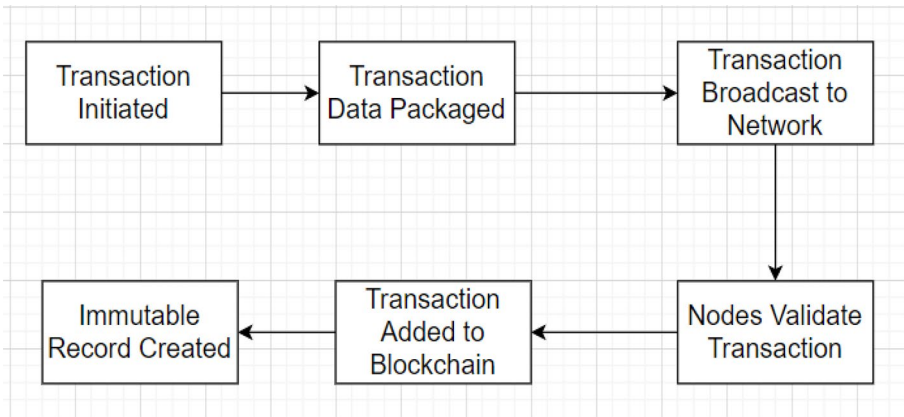 Transaction
Initiated
Transaction
Data Packaged
Transaction
Broadcast to
Network
Nodes Validate
Transaction
Transaction
Added to
Blockchain
Immutable
Record Created